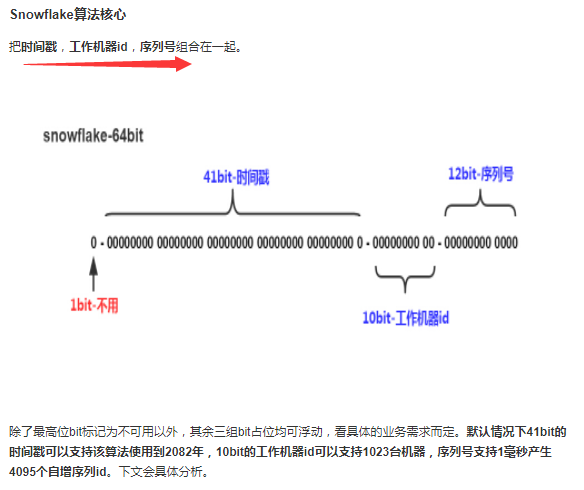 Snowflake算法核心
把时间戳，工作机器id，序列号组合在一起。
snowflake-64bit
41bit-时间戳
12bit-序列号
0 - 00000000 00000000 00000000 00000000 00000000 0 - 00000000 00 - 00000000 0000
1bit-不用
10bit-工作机器id
除了最高位bit标记为不可用以外，其余三组bit占位均可浮动，看具体的业务需求而定。默认情况下41bit的
时间戳可以支持该算法使用到2082年，10bit的工作机器id可以支持1023台机器，序列号支持1毫秒产生
4095个自增序列id。下文会具体分析。